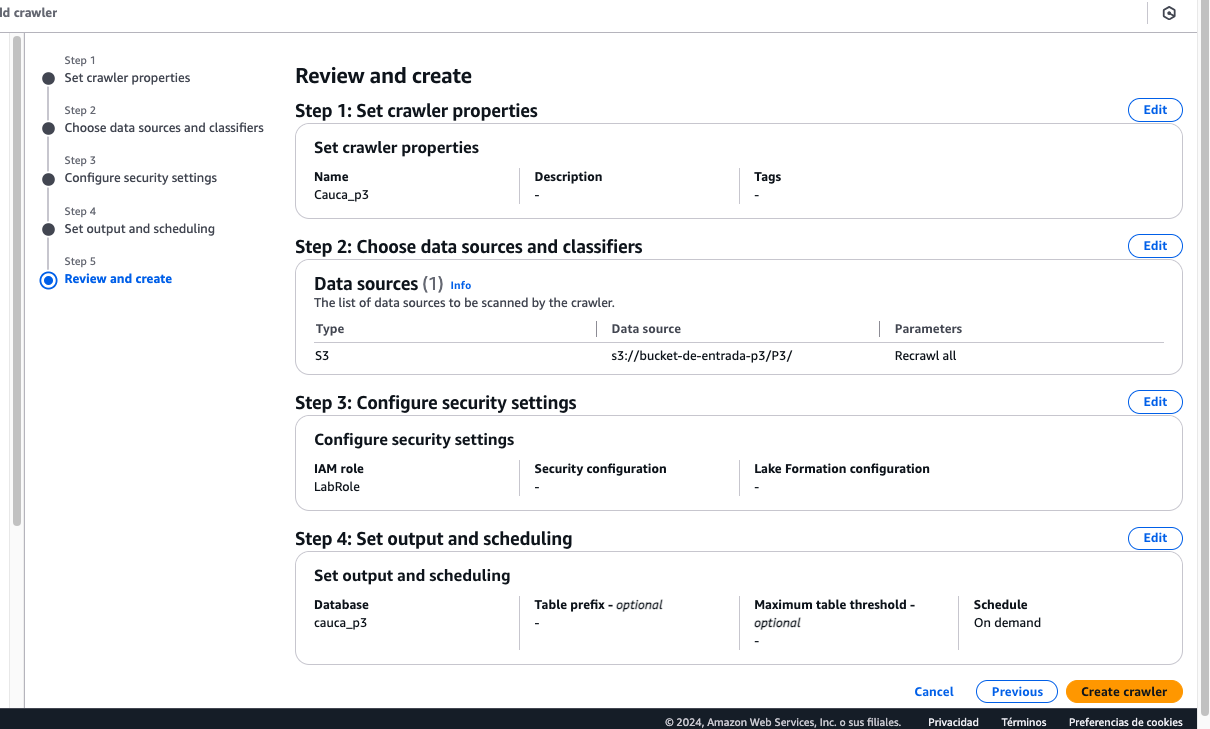 dd crawler
Step 1
Set crawler properties
Step 2
Choose data sources and classifiers
Step 3
Configure security settings
Step 4
Set output and scheduling
Step 5
Review and create
Review and create
Step 1: Set crawler properties
Edit
Set crawler properties
Name
Description
Tags
Cauca_p3
-
-
Step 2: Choose data sources and classifiers
Edit
Data sources (1) Info
The list of data sources to be scanned by the crawler.
Type
Data source
Parameters
S3
s3://bucket-de-entrada-p3/P3/
Recrawl all
Step 3: Configure security settings
Edit
Configure security settings
IAM role
Security configuration
Lake Formation configuration
LabRole
-
-
Step 4: Set output and scheduling
Edit
Set output and scheduling
Database
cauca_p3
Table prefix - optional
-
Maximum table threshold -
optional
-
Schedule
On demand
Cancel
Previous
Create crawler
© 2024, Amazon Web Services, Inc. o sus filiales.
Privacidad
Términos
Preferencias de cookies